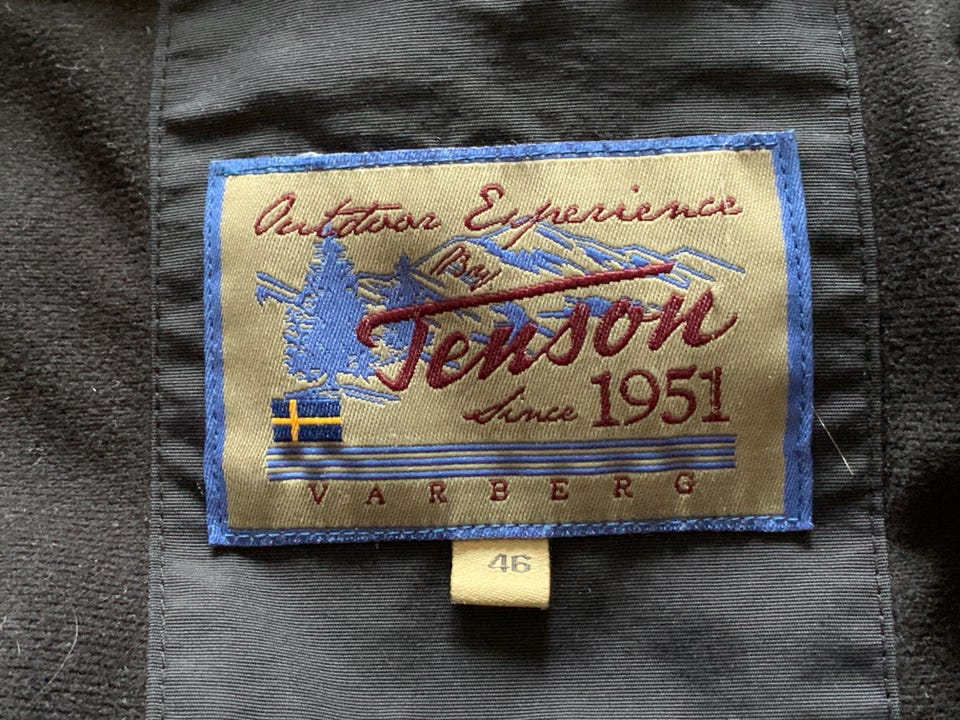 Outdoor Experience
By
Tenson
Since 1951
VARBERG
46